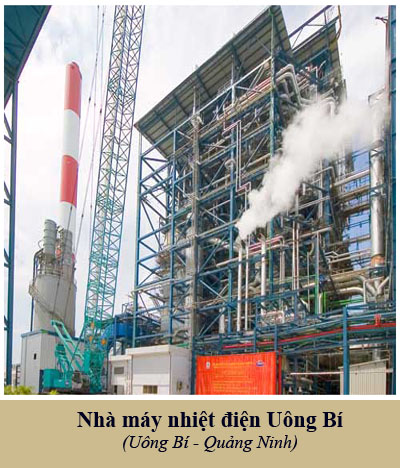 Nhà máy nhiệt điện Uông Bí
(Uông Bí - Quảng Ninh)